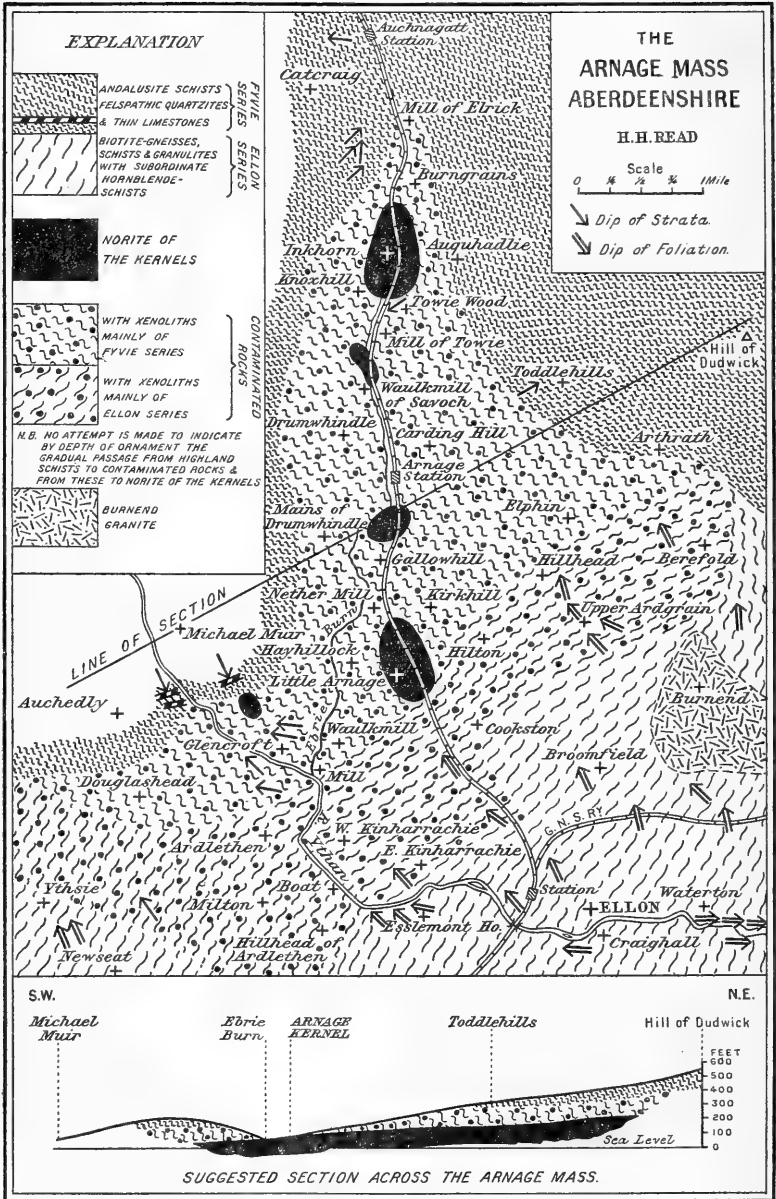 EXPLANATION
ANDALUSITE SCHISTS
FELSPATHIC QUARTZITES
& THIN LIMESTONES
FYVIE
SERIES
BIOTITE-GNEISSES,
SCHISTS & GRANULITES
WITH SUBORDINATE
HORNBLENDE-
SCHISTS
ELLON
SERIES
NORITE OF
THE KERNELS
WITH XENOLITHS
MAINLY OF
FYVIE SERIES
WITH XENOLITHS
MAINLY OF
ELLON SERIES
CONTAMINATED
ROCKS
N.B. NO ATTEMPT IS MADE TO INDICATE
BY DEPTH OF ORNAMENT THE
GRADUAL PASSAGE FROM HIGHLAND
SCHISTS TO CONTAMINATED ROCKS &
FROM THESE TO NORITE OF THE KERNELS
BURNEND
GRANITE
THE
ARNAGE MASS
ABERDEENSHIRE
H.H. READ
Scale
0 ¼ ½ ¾ 1 Mile
Dip of Strata.
Dip of Foliation.
Auchnagatt
Station
Catcraig
Mill of Elrick
Burngrains
Inkhorn
Auquhadlie
Knoxhill
Towie Wood
Mill of Towie
Hill of
Dudwick
Toddlehills
Waulkmill
of Savoch
Drumwhindle
Carding Hill
Arthrath
Arnage
Station
Mains of
Drumwhindle
Elphin
Gallowhill
Hillhead
Berefold
Nether Mill
Kirkhill
Upper Ardgrain
LINE OF SECTION
Michael Muir
Burn
Hayhillock
Hilton
Little Arnage
Burnend
Auchedly
Ebrie
Waulkmill
Cookston
Glencroft
Broomfield
Mill
Douglashead
G.N.S.RY.
R. Ythan
W. Kinharrachie
Ardlethen
E. Kinharrachie
Ythsie
Milton
Boat
Station
Waterton
ELLON
Esslemont Ho.
Craighall
Hillhead of
Ardlethen
Newseat
S.W.
N.E.
Michael
Muir
Ebrie
Burn
ARNAGE
KERNEL
Toddlehills
Hill of Dudwick
FEET
600
500
400
300
200
100
0
Sea Level
SUGGESTED SECTION ACROSS THE ARNAGE MASS.